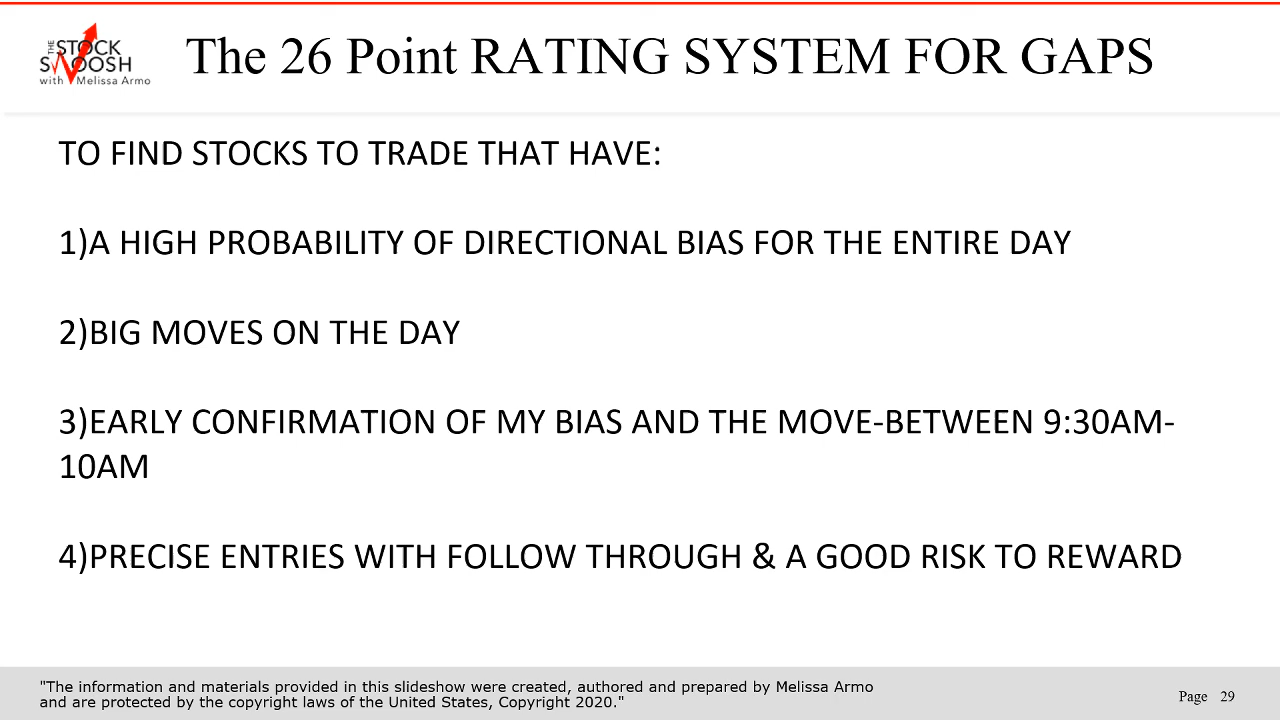 THE STOCK
SWOOSH
with Melissa Armo
The 26 Point RATING SYSTEM FOR GAPS
TO FIND STOCKS TO TRADE THAT HAVE:
1)A HIGH PROBABILITY OF DIRECTIONAL BIAS FOR THE ENTIRE DAY
2)BIG MOVES ON THE DAY
3)EARLY CONFIRMATION OF MY BIAS AND THE MOVE-BETWEEN 9:30AM-
10AM
4)PRECISE ENTRIES WITH FOLLOW THROUGH & A GOOD RISK TO REWARD
"The information and materials provided in this slideshow were created, authored and prepared by Melissa Armo
and are protected by the copyright laws of the United States, Copyright 2020."
Page 29